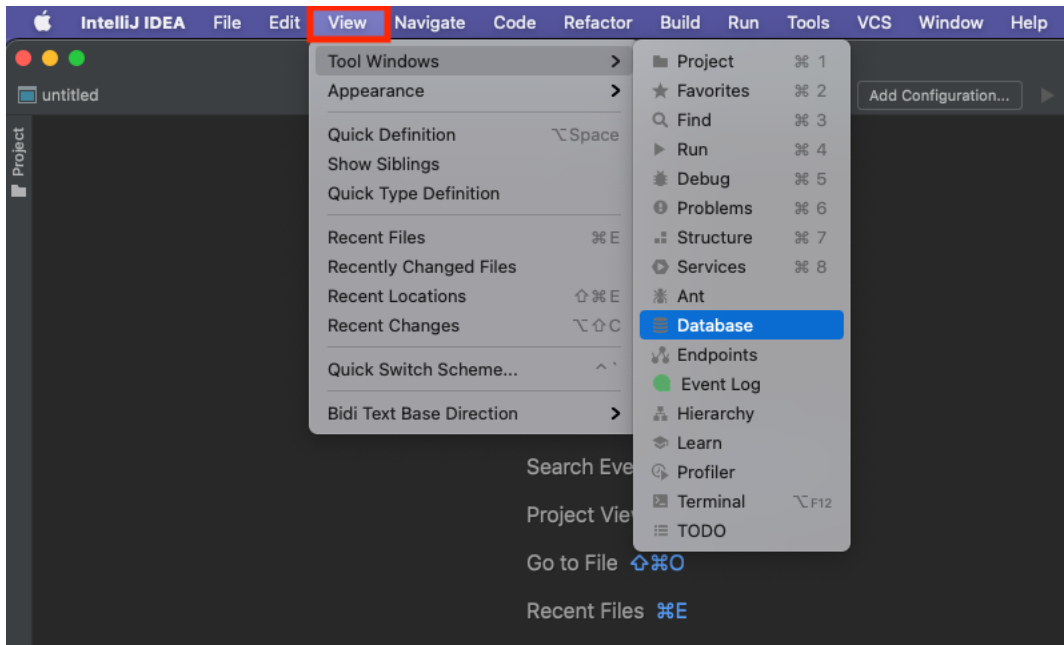 IntelliJ IDEA File Edit View Navigate Code Refactor Build Run Tools VCS Window Help
untitled
Add Configuration...
Project
Tool Windows
Appearance
Quick Definition ⌥Space
Show Siblings
Quick Type Definition
Recent Files ⌘E
Recently Changed Files
Recent Locations ⇧⌘E
Recent Changes ⌥⇧C
Quick Switch Scheme... ^`
Bidi Text Base Direction
Project ⌘ 1
Favorites ⌘ 2
Find ⌘ 3
Run ⌘ 4
Debug ⌘ 5
Problems ⌘ 6
Structure ⌘ 7
Services ⌘ 8
Ant
Database
Endpoints
Event Log
Hierarchy
Learn
Profiler
Terminal ⌥F12
TODO
Search Eve
Project Vie
Go to File ⇧⌘O
Recent Files ⌘E